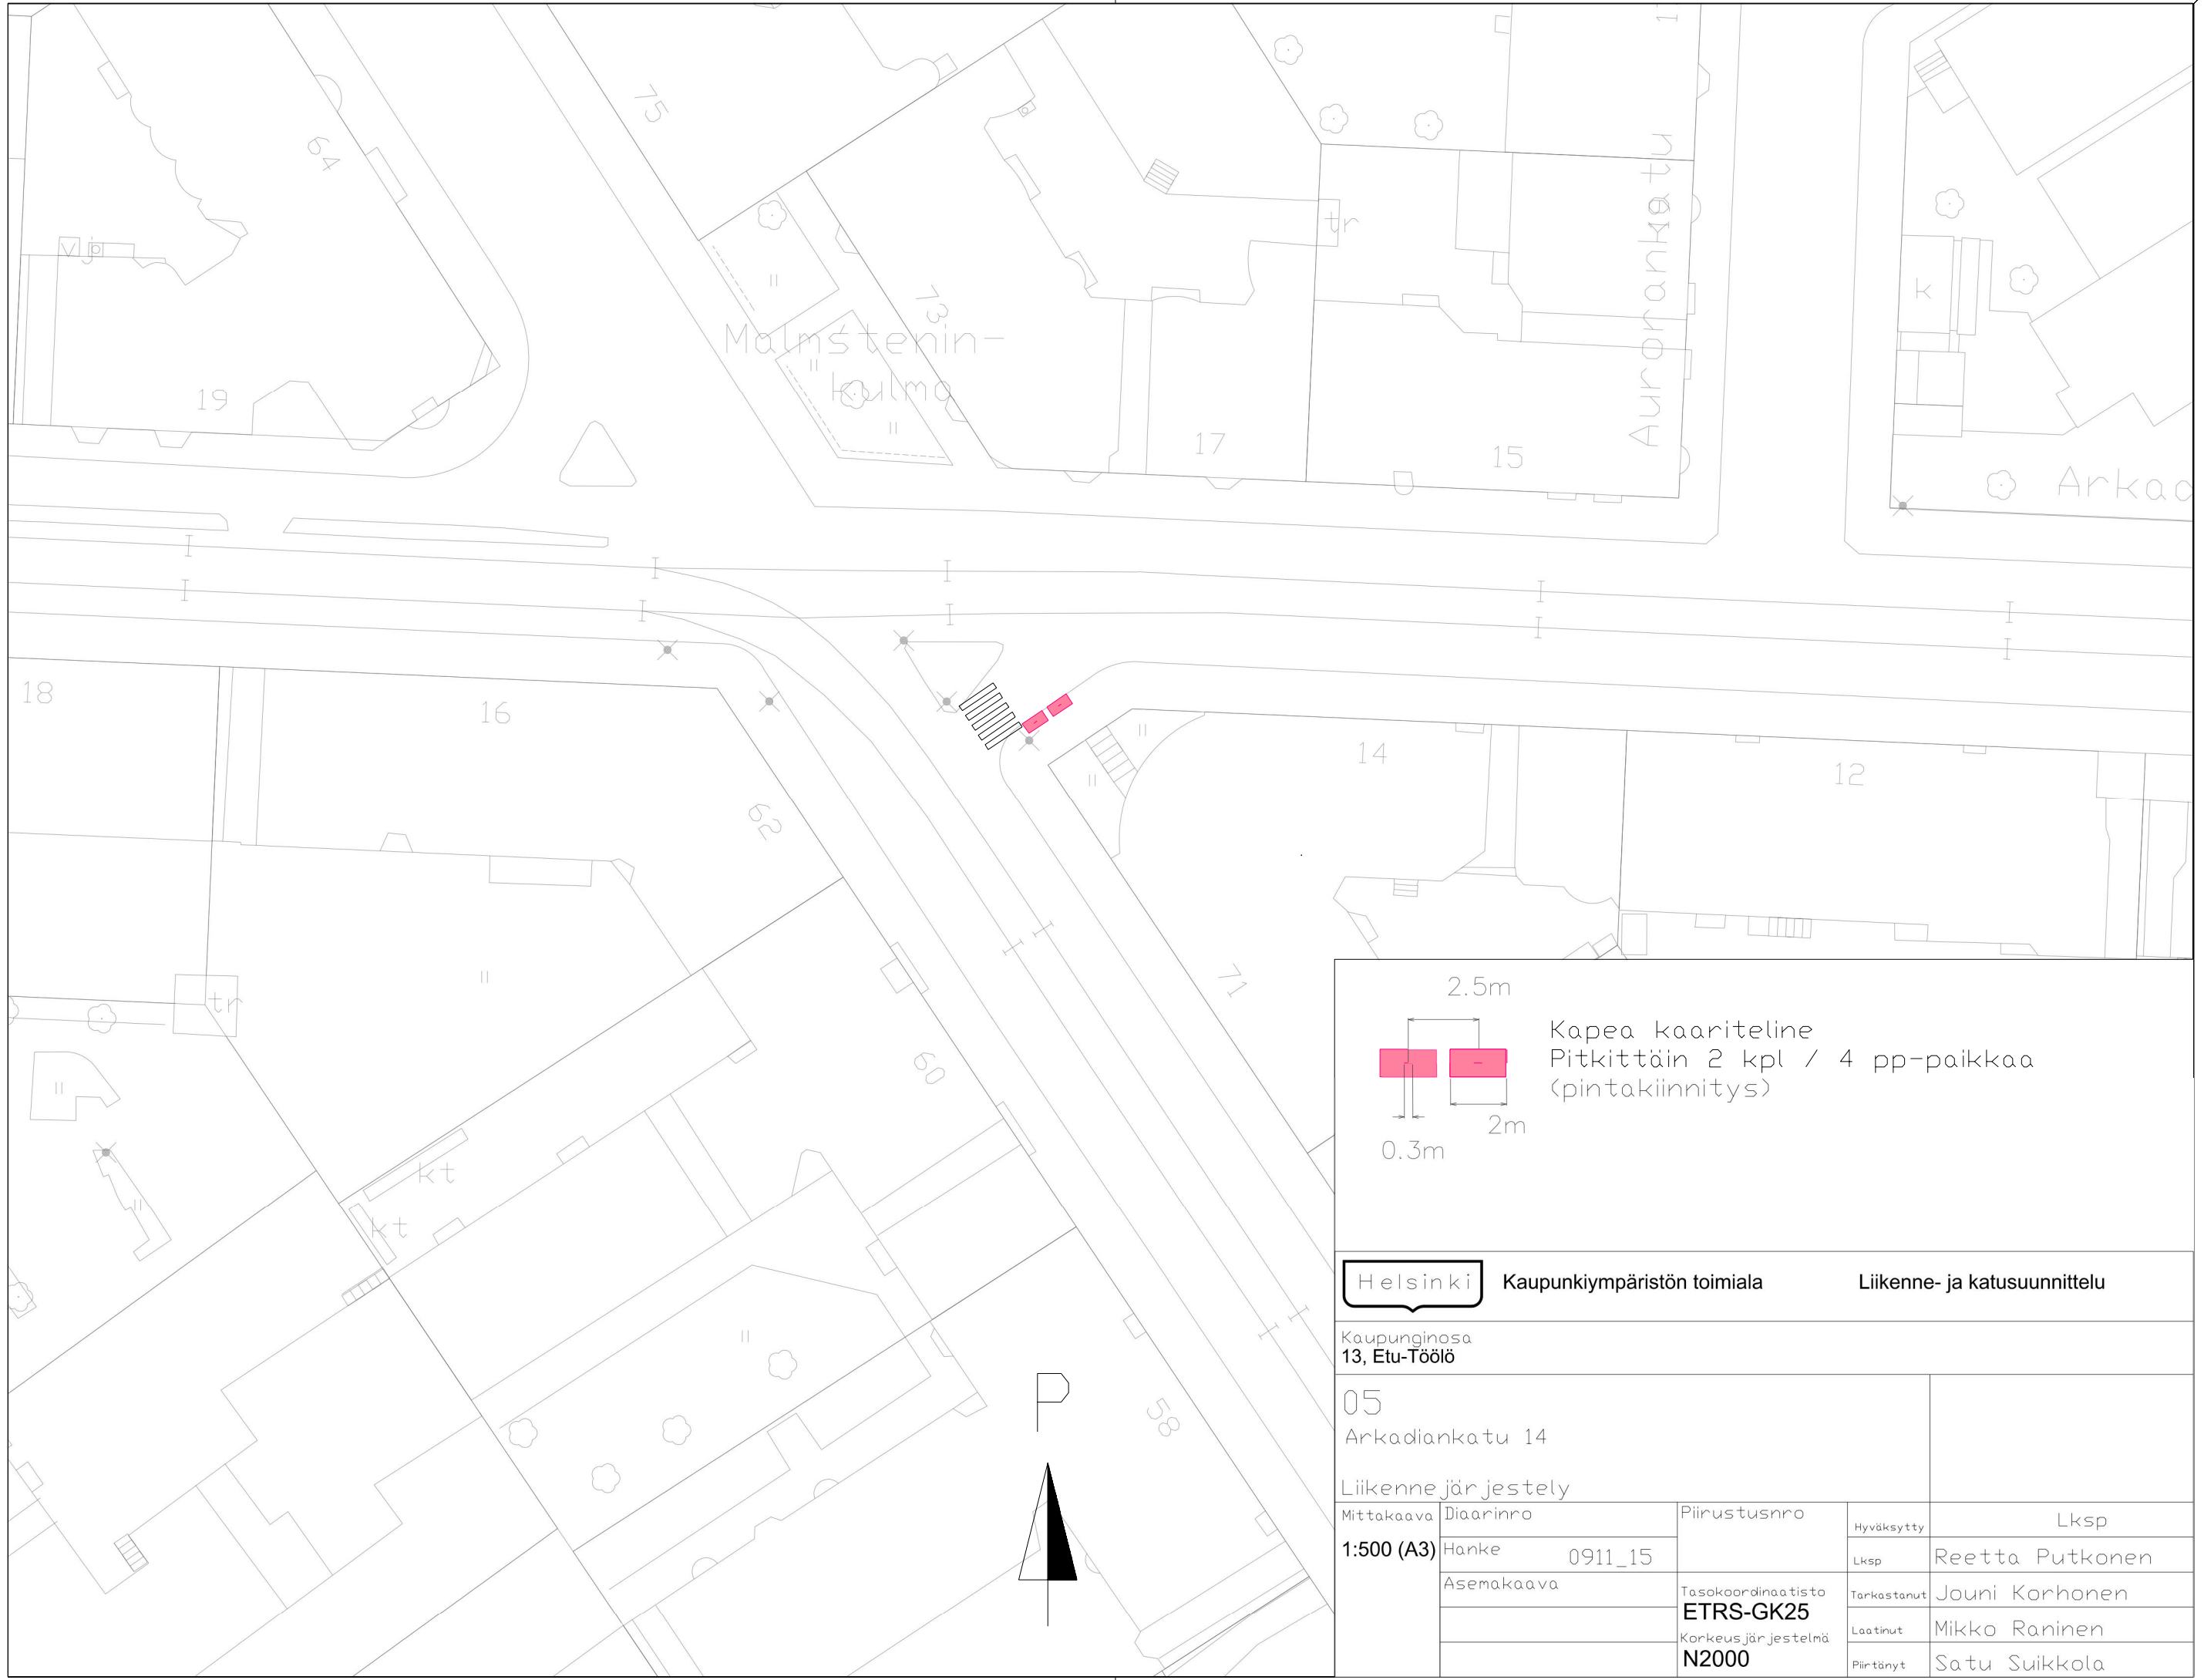 75
64
vj
tr
Aurorankatu
k
73
Malmstenin-
kulma
19
17
15
18
16
14
12
62
71
tr
60
kt
kt
58
P
2.5m
Kapea kaariteline
Pitkittäin 2 kpl / 4 pp-paikkaa
(pintakiinnitys)
2m
0.3m
Helsinki Kaupunkiympäristön toimiala Liikenne- ja katusuunnittelu
Kaupunginosa
13, Etu-Töölö
05
Arkadiankatu 14
Liikennejärjestely
Mittakaava
1:500 (A3)
Diaarinro
Hanke 0911_15
Asemakaava
Piirustusnro
Tasokoordinaatisto
ETRS-GK25
Korkeusjärjestelmä
N2000
Hyväksytty Lksp
Lksp Reetta Putkonen
Tarkastanut Jouni Korhonen
Laatinut Mikko Raninen
Piirtänyt Satu Suikkola